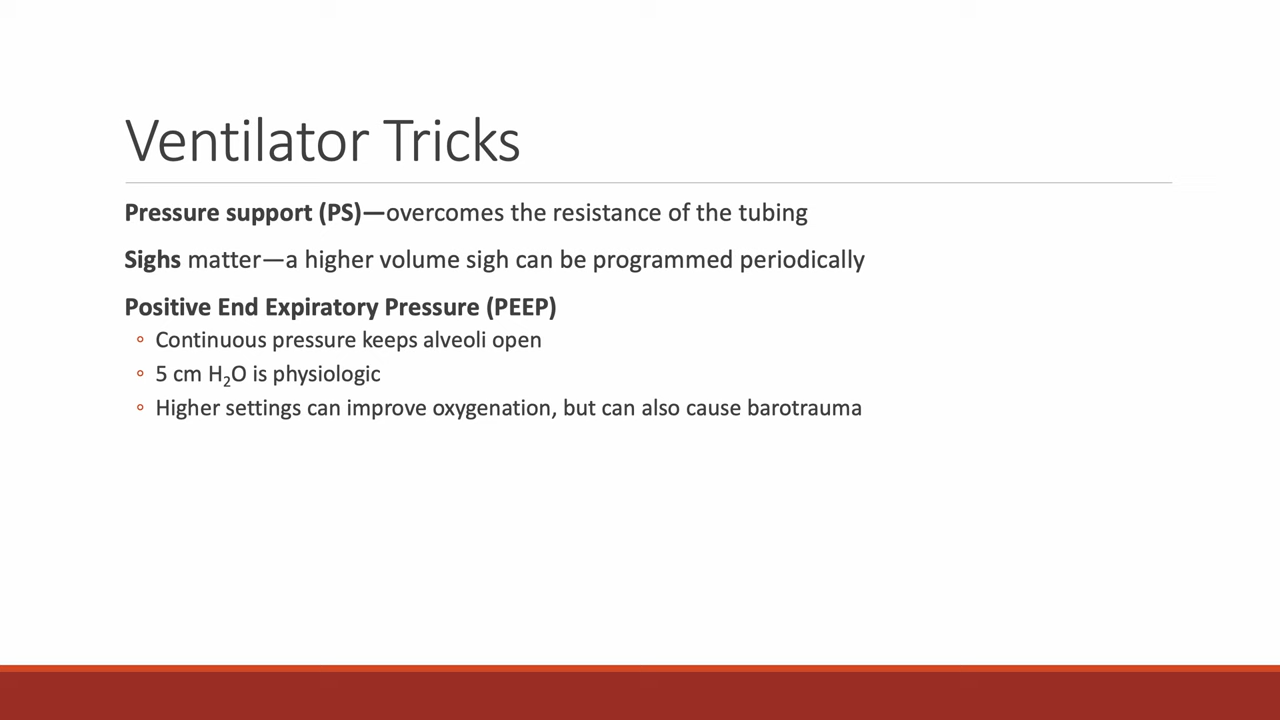 Ventilator Tricks
Pressure support (PS)—overcomes the resistance of the tubing
Sighs matter—a higher volume sigh can be programmed periodically
Positive End Expiratory Pressure (PEEP)
◦ Continuous pressure keeps alveoli open
◦ 5 cm H₂O is physiologic
◦ Higher settings can improve oxygenation, but can also cause barotrauma